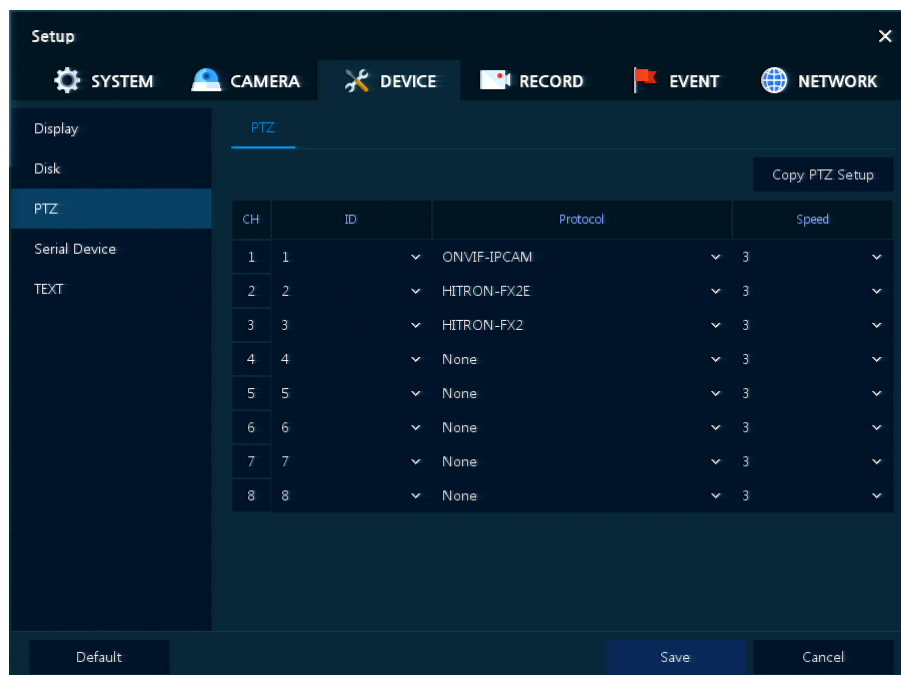 Setup
SYSTEM CAMERA DEVICE RECORD EVENT NETWORK
Display
Disk
PTZ
Serial Device
TEXT
PTZ
Copy PTZ Setup
CH ID Protocol Speed
1 1 ONVIF-IPCAM 3
2 2 HITRON-FX2E 3
3 3 HITRON-FX2 3
4 4 None 3
5 5 None 3
6 6 None 3
7 7 None 3
8 8 None 3
Default Save Cancel